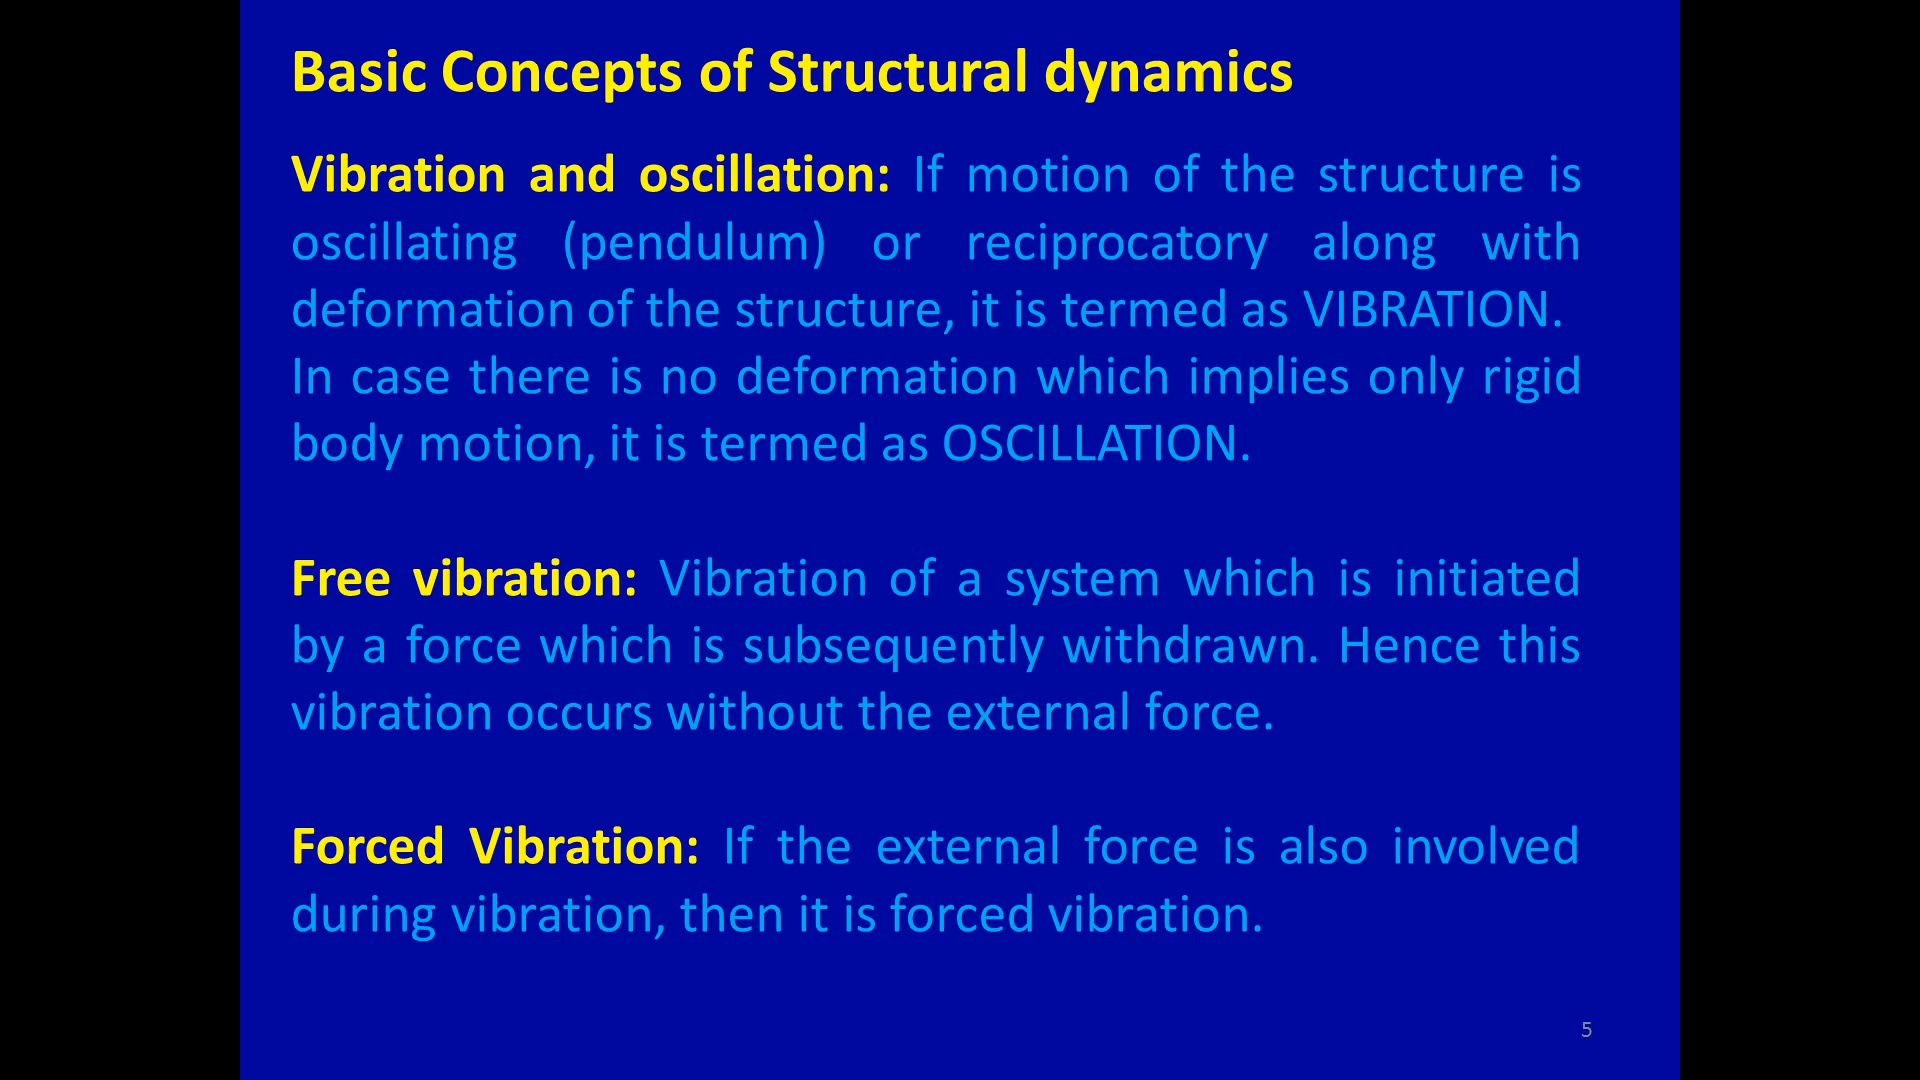 Basic Concepts of Structural dynamics
Vibration and oscillation: If motion of the structure is
oscillating (pendulum) or reciprocatory along with
deformation of the structure, it is termed as VIBRATION.
In case there is no deformation which implies only rigid
body motion, it is termed as OSCILLATION.
Free vibration: Vibration of a system which is initiated
by a force which is subsequently withdrawn. Hence this
vibration occurs without the external force.
Forced Vibration: If the external force is also involved
during vibration, then it is forced vibration.
5